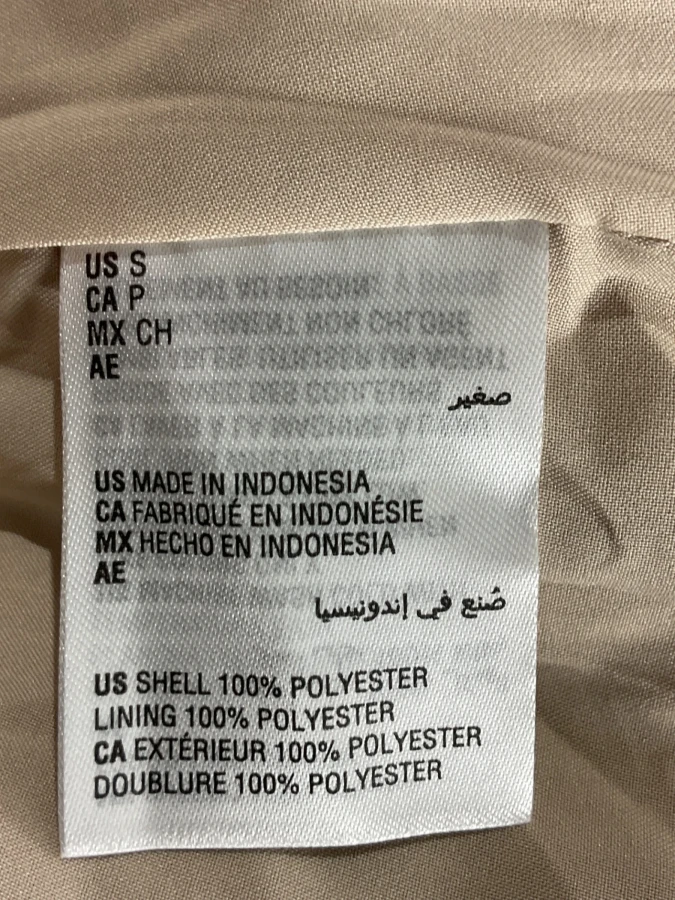 US S
CA P
MX CH
AE
صغير
US MADE IN INDONESIA
CA FABRIQUÉ EN INDONÉSIE
MX HECHO EN INDONESIA
AE
صُنع في إندونيسيا
US SHELL 100% POLYESTER
LINING 100% POLYESTER
CA EXTÉRIEUR 100% POLYESTER
DOUBLURE 100% POLYESTER